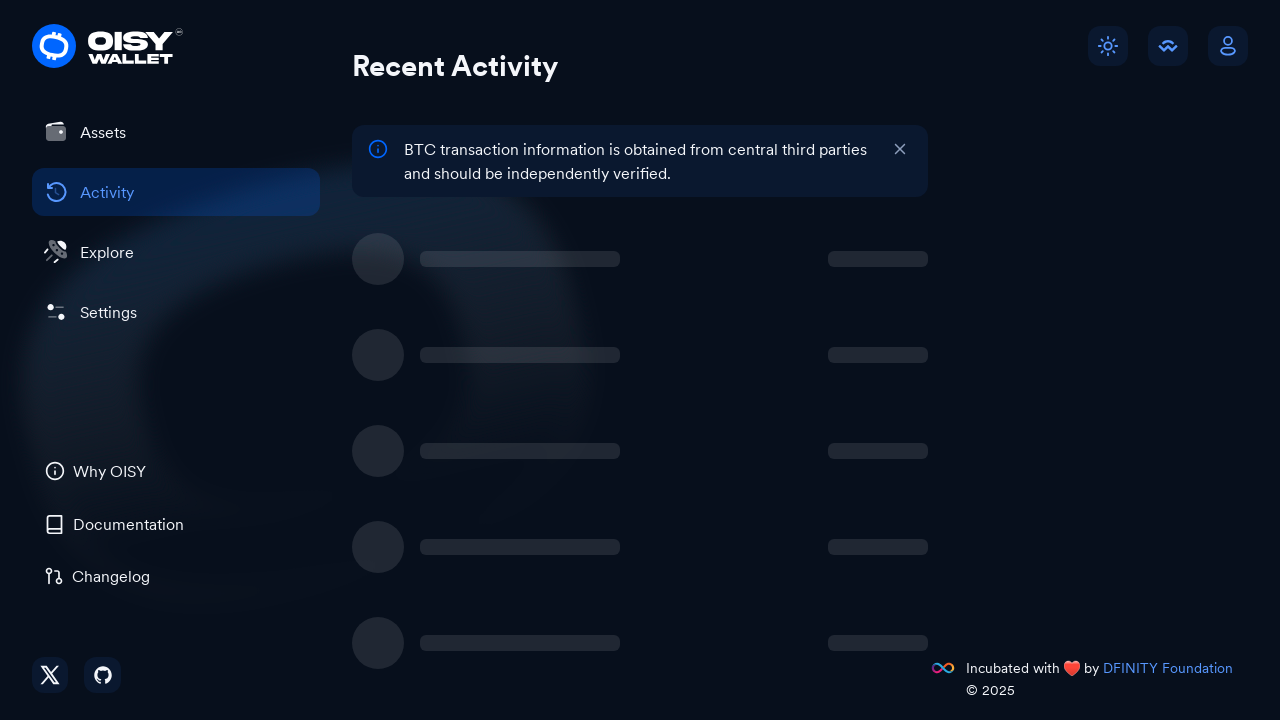 OISY
WALLET
Recent Activity
Assets
BTC transaction information is obtained from central third parties
and should be independently verified.
Activity
Explore
Settings
Why OISY
Documentation
Changelog
Incubated with ❤️ by DFINITY Foundation
© 2025